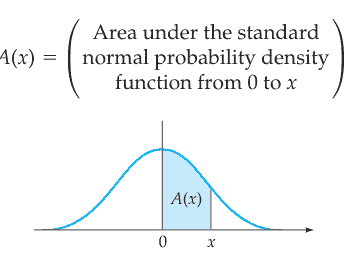 Area under the standard
A(x) = normal probability density
function from 0 to x
A(x)
0 x